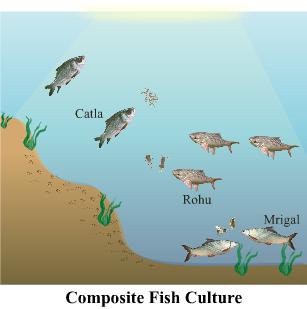 Catla
Rohu
Mrigal
Composite Fish Culture